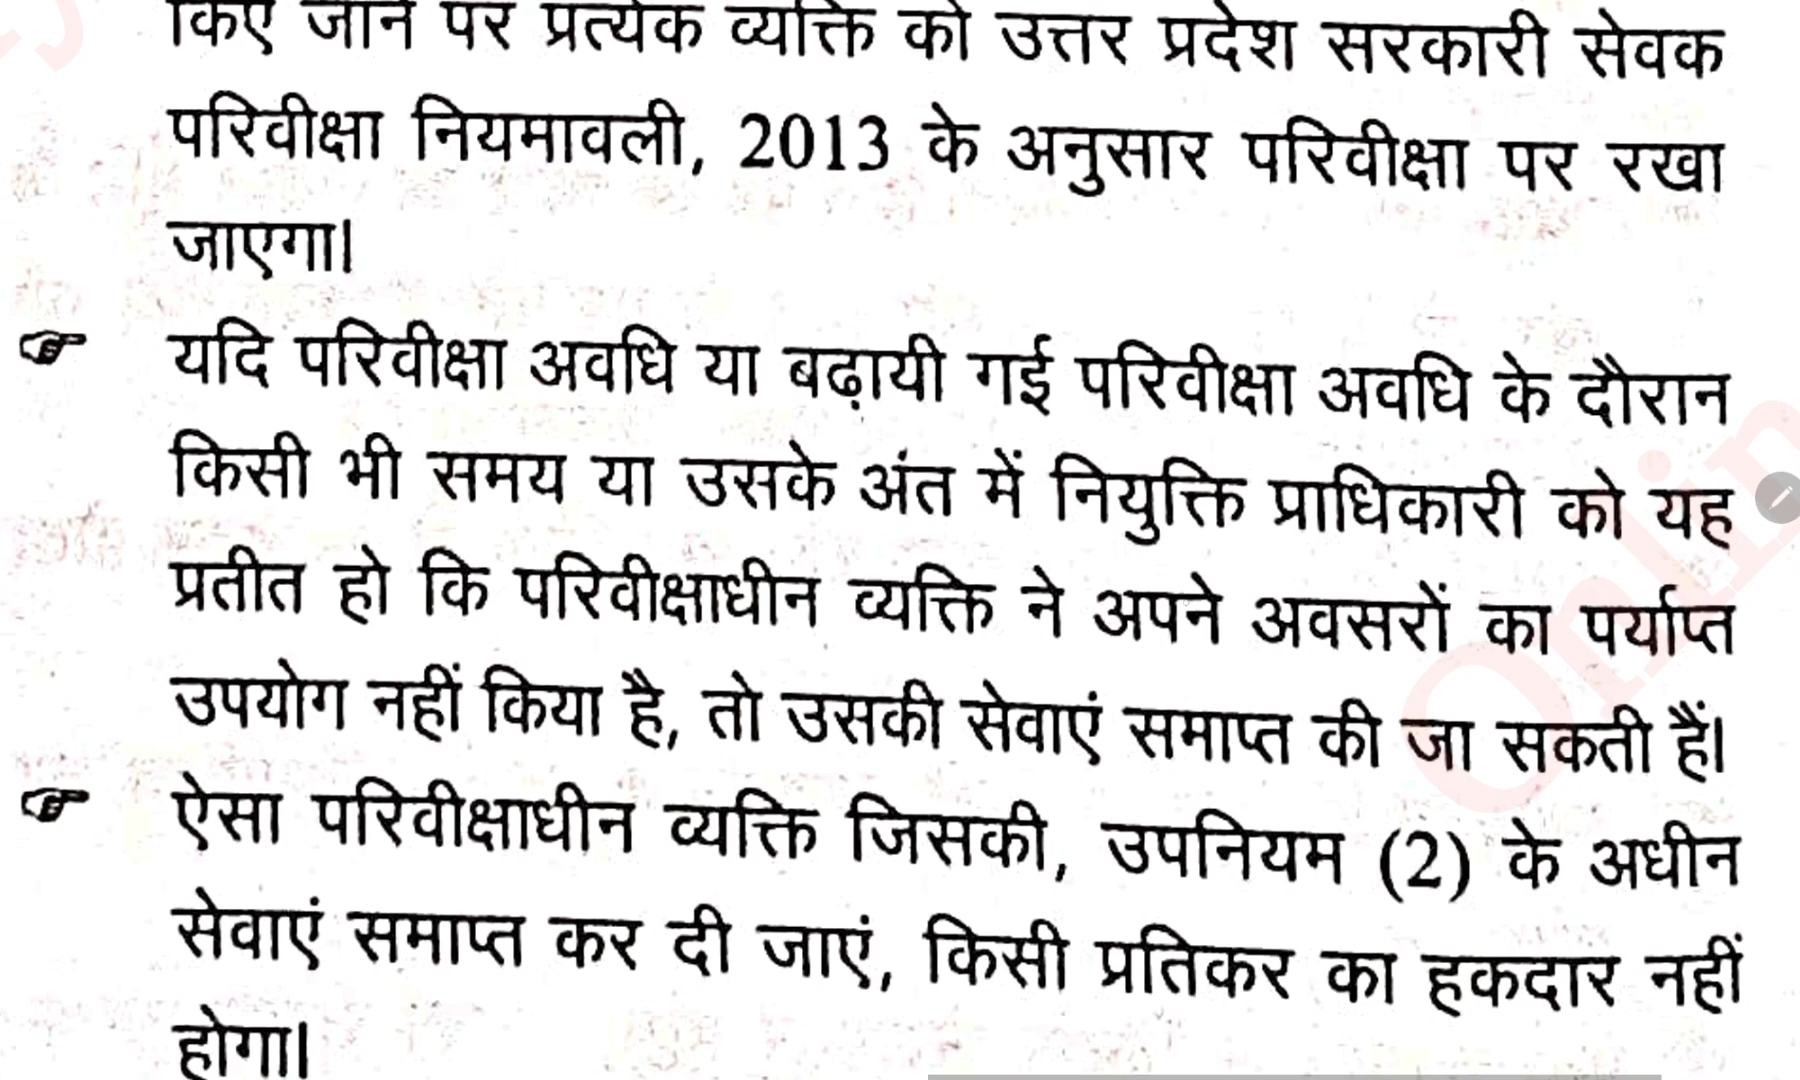 किए जाने पर प्रत्येक व्यक्ति को उत्तर प्रदेश सरकारी सेवक
परिवीक्षा नियमावली, 2013 के अनुसार परिवीक्षा पर रखा
जाएगा।
☞ यदि परिवीक्षा अवधि या बढ़ायी गई परिवीक्षा अवधि के दौरान
किसी भी समय या उसके अंत में नियुक्ति प्राधिकारी को यह
प्रतीत हो कि परिवीक्षाधीन व्यक्ति ने अपने अवसरों का पर्याप्त
उपयोग नहीं किया है, तो उसकी सेवाएं समाप्त की जा सकती हैं।
☞ ऐसा परिवीक्षाधीन व्यक्ति जिसकी, उपनियम (2) के अधीन
सेवाएं समाप्त कर दी जाएं, किसी प्रतिकर का हकदार नहीं
होगा।